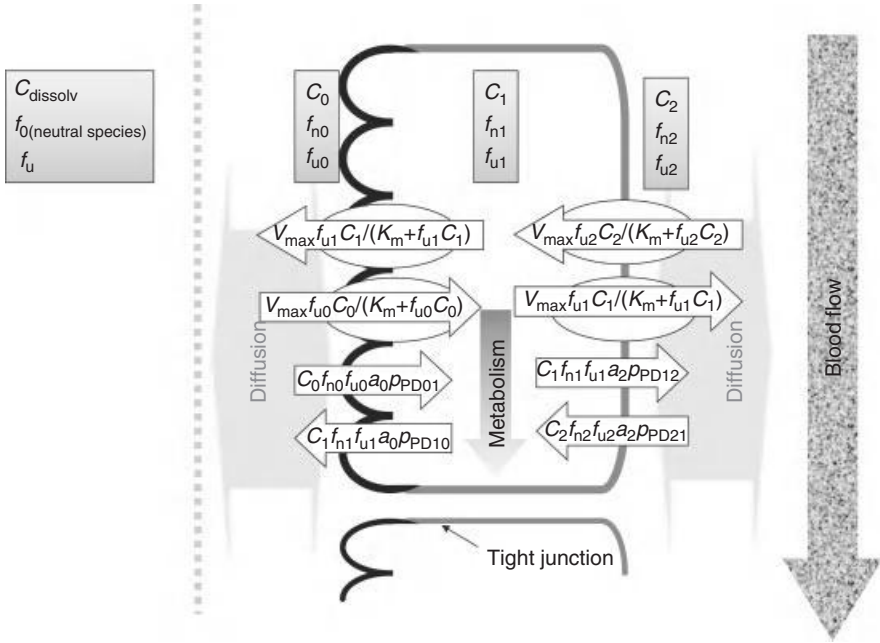 C_dissolv
f_0(neutral species)
f_u
C_0
f_n0
f_u0
C_1
f_n1
f_u1
C_2
f_n2
f_u2
V_max f_u1 C_1/(K_m+f_u1 C_1)
V_max f_u2 C_2/(K_m+f_u2 C_2)
V_max f_u0 C_0/(K_m+f_u0 C_0)
V_max f_u1 C_1/(K_m+f_u1 C_1)
C_0 f_n0 f_u0 a_0 p_PD01
C_1 f_n1 f_u1 a_2 p_PD12
C_1 f_n1 f_u1 a_0 p_PD10
C_2 f_n2 f_u2 a_2 p_PD21
Diffusion
Metabolism
Diffusion
Blood flow
Tight junction